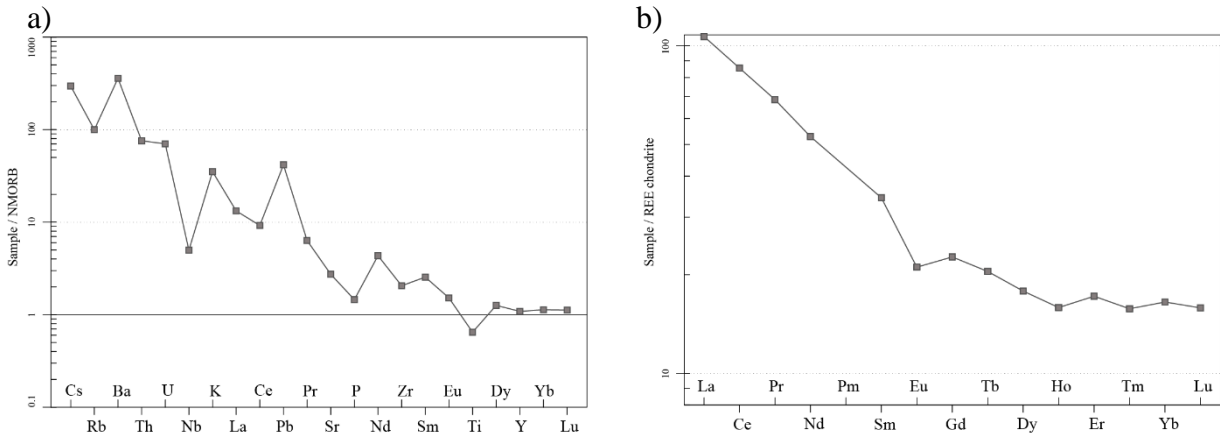 a)
Sample / NMORB
1000
100
10
1
0.1
Cs Ba U K Ce Pr P Zr Eu Dy Yb
Rb Th Nb La Pb Sr Nd Sm Ti Y Lu
b)
Sample / REE chondrite
100
10
La Pr Pm Eu Tb Ho Tm Lu
Ce Nd Sm Gd Dy Er Yb